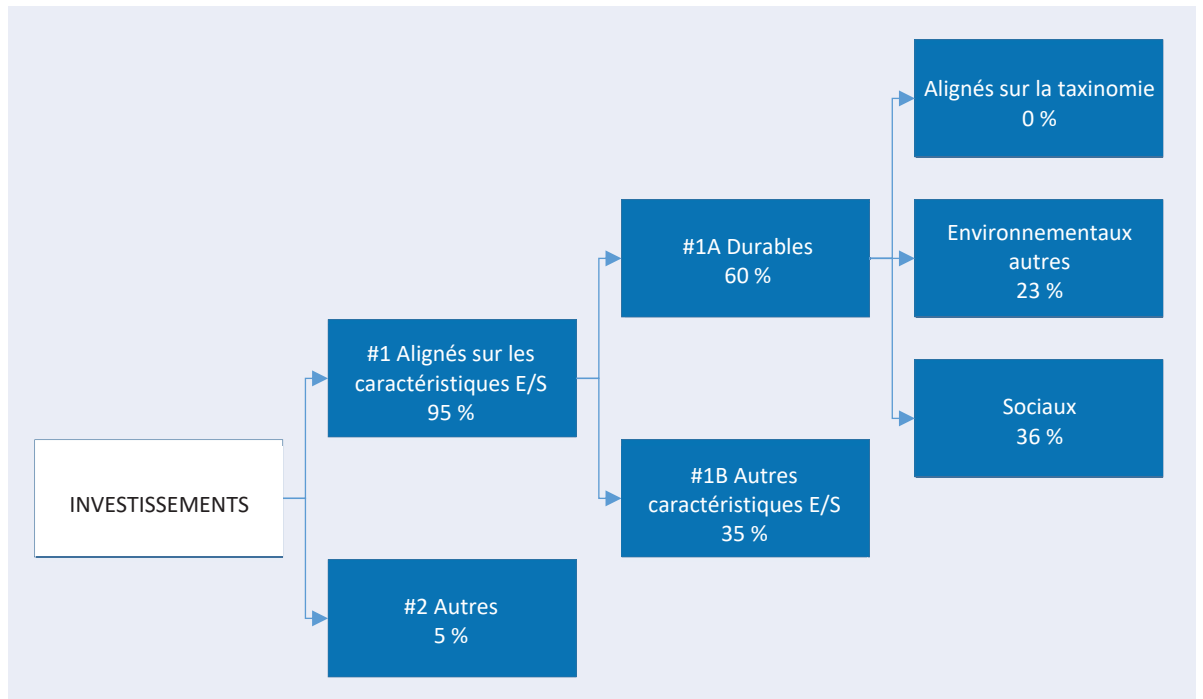 INVESTISSEMENTS
#1 Alignés sur les
caractéristiques E/S
95 %
#2 Autres
5 %
#1A Durables
60 %
#1B Autres
caractéristiques E/S
35 %
Alignés sur la taxinomie
0 %
Environnementaux
autres
23 %
Sociaux
36 %